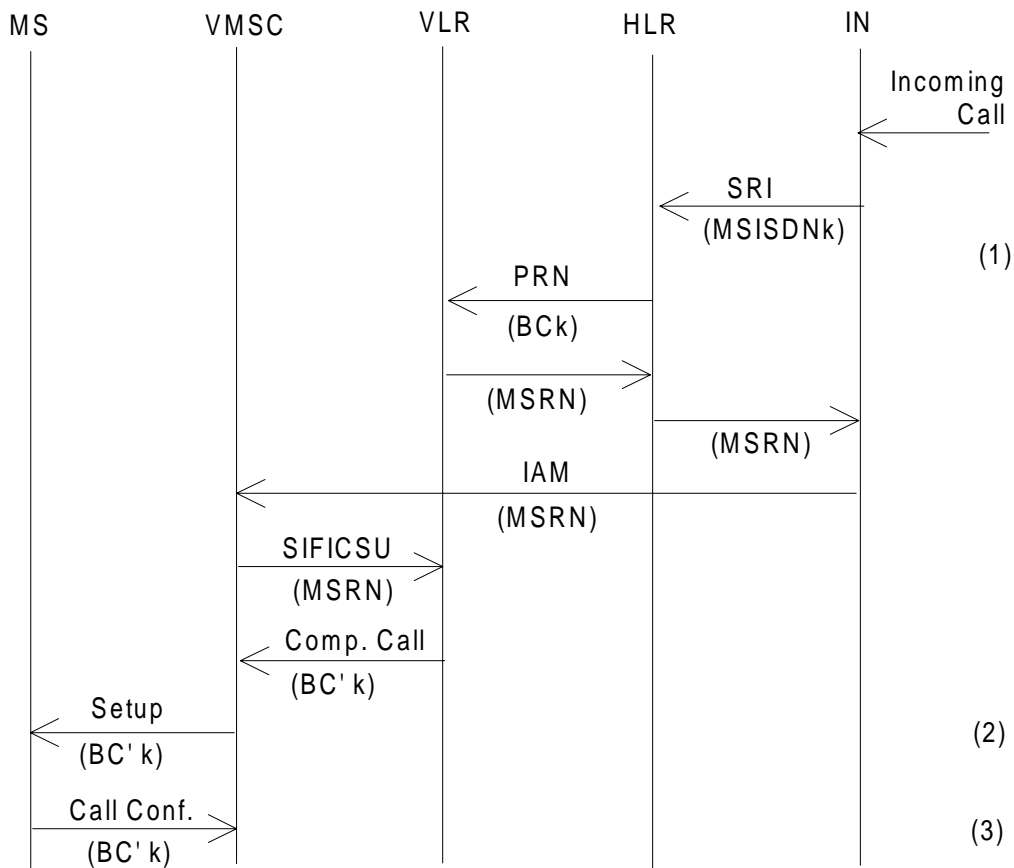 MS VMSC VLR HLR IN
Incoming
Call
SRI
(MSISDNk)
(1)
PRN
(BCk)
(MSRN)
(MSRN)
IAM
(MSRN)
SIFICSU
(MSRN)
Comp. Call
(BC'k)
Setup
(BC'k)
(2)
Call Conf.
(BC'k)
(3)